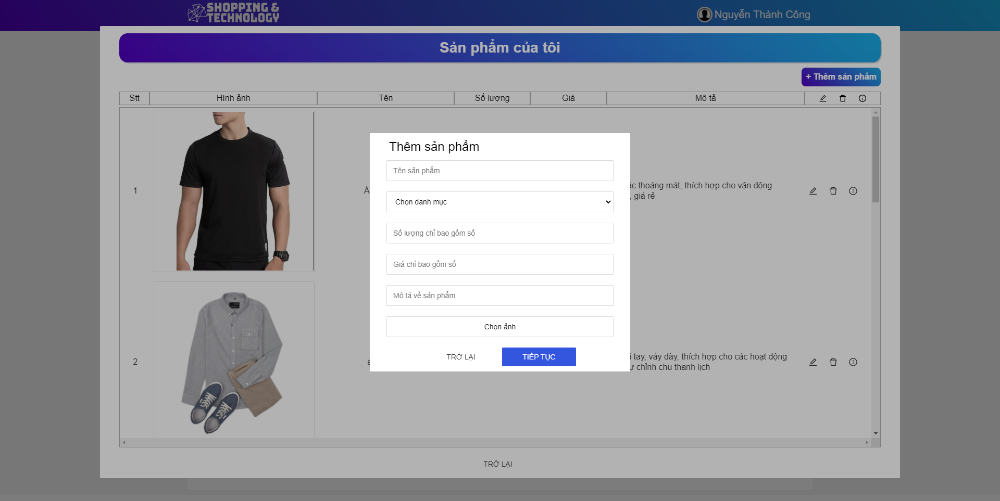 SHOPPING &
TECHNOLOGY
Nguyễn Thành Công
Sản phẩm của tôi
+ Thêm sản phẩm
Stt
Hình ảnh
Tên
Số lượng
Giá
Mô tả
1
thoáng mát, thích hợp cho vận động
, giá rẻ
Thêm sản phẩm
Tên sản phẩm
Chọn danh mục
Số lượng chỉ bao gồm số
Giá chỉ bao gồm số
Mô tả về sản phẩm
Chọn ảnh
TRỞ LẠI
TIẾP TỤC
2
tay, vảy dày, thích hợp cho các hoạt động
chỉnh chu thanh lịch
TRỞ LẠI